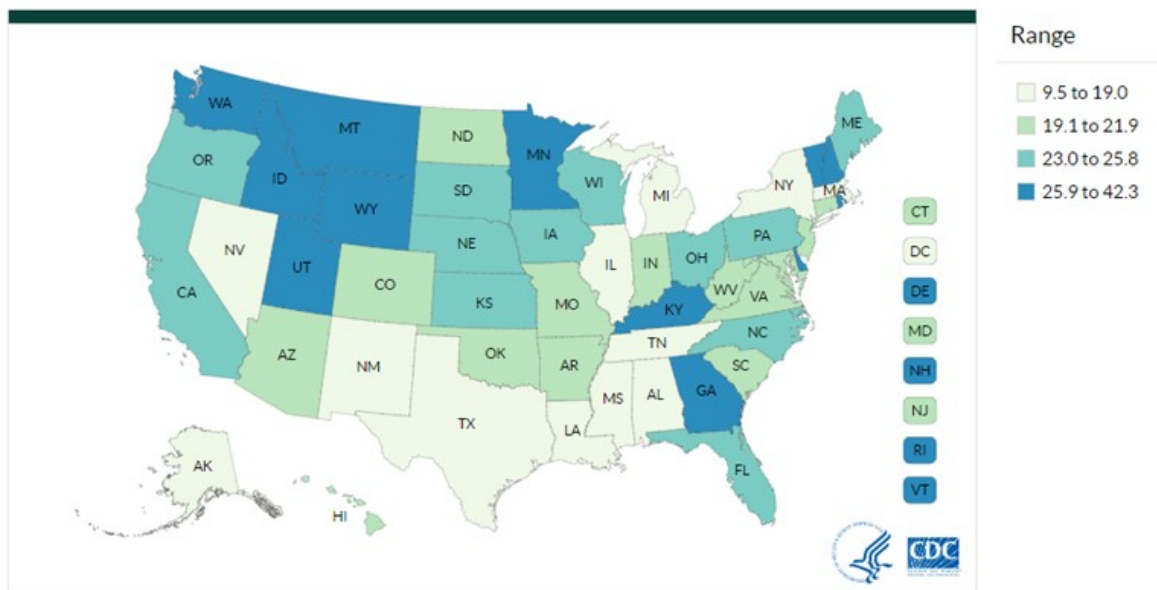 Range
9.5 to 19.0
19.1 to 21.9
23.0 to 25.8
25.9 to 42.3
WA
MT
ND
MN
ME
OR
ID
SD
WI
MI
NY
MA
WY
NV
UT
CO
NE
IA
IL
IN
OH
PA
CA
KS
MO
KY
WV
VA
AZ
NM
OK
AR
TN
NC
SC
TX
LA
MS
AL
GA
FL
AK
HI
CT
DC
DE
MD
NH
NJ
RI
VT
CDC